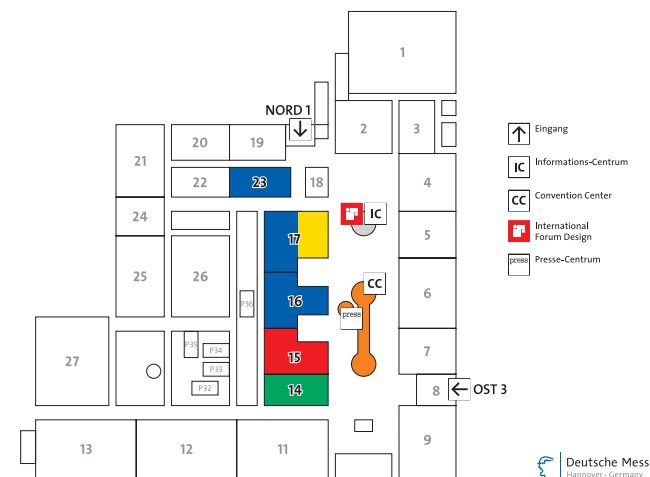 1
NORD 1
2
3
20
19
21
4
22
23
18
24
IC
17
5
25
26
CC
16
6
P36
press
P35
P34
15
7
27
P33
P32
14
8
OST 3
13
12
11
9
Eingang
IC
Informations-Centrum
CC
Convention Center
iF
International
Forum Design
press
Presse-Centrum
Deutsche Mess
Hannover · Germany